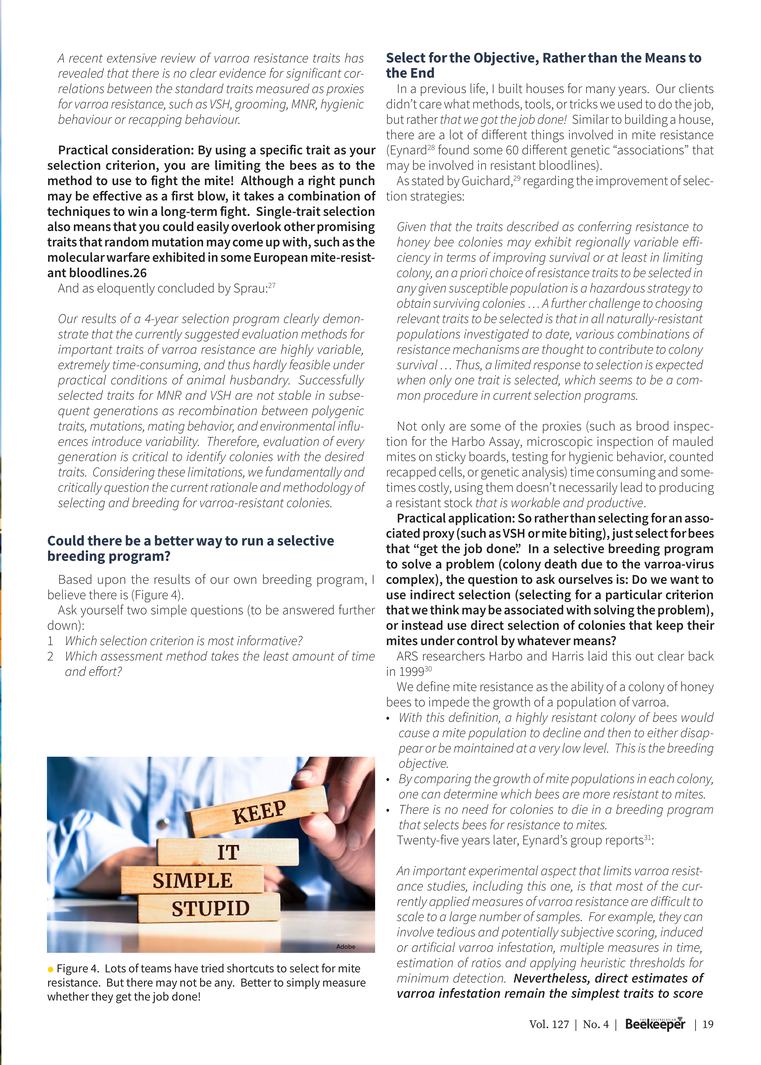 A recent extensive review of varroa resistance traits has
revealed that there is no clear evidence for significant cor-
relations between the standard traits measured as proxies
for varroa resistance, such as VSH, grooming, MNR, hygienic
behaviour or recapping behaviour.
Practical consideration: By using a specific trait as your
selection criterion, you are limiting the bees as to the
method to use to fight the mite! Although a right punch
may be effective as a first blow, it takes a combination of
techniques to win a long-term fight. Single-trait selection
also means that you could easily overlook other promising
traits that random mutation may come up with, such as the
molecular warfare exhibited in some European mite-resist-
ant bloodlines.26
And as eloquently concluded by Sprau:27
Our results of a 4-year selection program clearly demon-
strate that the currently suggested evaluation methods for
important traits of varroa resistance are highly variable,
extremely time-consuming, and thus hardly feasible under
practical conditions of animal husbandry. Successfully
selected traits for MNR and VSH are not stable in subse-
quent generations as recombination between polygenic
traits, mutations, mating behavior, and environmental influ-
ences introduce variability. Therefore, evaluation of every
generation is critical to identify colonies with the desired
traits. Considering these limitations, we fundamentally and
critically question the current rationale and methodology of
selecting and breeding for varroa-resistant colonies.
Could there be a better way to run a selective
breeding program?
Based upon the results of our own breeding program, I
believe there is (Figure 4).
Ask yourself two simple questions (to be answered further
down):
1 Which selection criterion is most informative?
2 Which assessment method takes the least amount of time
and effort?
KEEP
IT
SIMPLE
STUPID
Adobe
• Figure 4. Lots of teams have tried shortcuts to select for mite
resistance. But there may not be any. Better to simply measure
whether they get the job done!
Select for the Objective, Rather than the Means to
the End
In a previous life, I built houses for many years. Our clients
didn't care what methods, tools, or tricks we used to do the job,
but rather that we got the job done! Similar to building a house,
there are a lot of different things involved in mite resistance
(Eynard28 found some 60 different genetic “associations” that
may be involved in resistant bloodlines).
As stated by Guichard,29 regarding the improvement of selec-
tion strategies:
Given that the traits described as conferring resistance to
honey bee colonies may exhibit regionally variable effi-
ciency in terms of improving survival or at least in limiting
colony, an a priori choice of resistance traits to be selected in
any given susceptible population is a hazardous strategy to
obtain surviving colonies … A further challenge to choosing
relevant traits to be selected is that in all naturally-resistant
populations investigated to date, various combinations of
resistance mechanisms are thought to contribute to colony
survival … Thus, a limited response to selection is expected
when only one trait is selected, which seems to be a com-
mon procedure in current selection programs.
Not only are some of the proxies (such as brood inspec-
tion for the Harbo Assay, microscopic inspection of mauled
mites on sticky boards, testing for hygienic behavior, counted
recapped cells, or genetic analysis) time consuming and some-
times costly, using them doesn't necessarily lead to producing
a resistant stock that is workable and productive.
Practical application: So rather than selecting for an asso-
ciated proxy (such as VSH or mite biting), just select for bees
that “get the job done”. In a selective breeding program
to solve a problem (colony death due to the varroa-virus
complex), the question to ask ourselves is: Do we want to
use indirect selection (selecting for a particular criterion
that we think may be associated with solving the problem),
or instead use direct selection of colonies that keep their
mites under control by whatever means?
ARS researchers Harbo and Harris laid this out clear back
in 199930
We define mite resistance as the ability of a colony of honey
bees to impede the growth of a population of varroa.
• With this definition, a highly resistant colony of bees would
cause a mite population to decline and then to either disap-
pear or be maintained at a very low level. This is the breeding
objective.
• By comparing the growth of mite populations in each colony,
one can determine which bees are more resistant to mites.
• There is no need for colonies to die in a breeding program
that selects bees for resistance to mites.
Twenty-five years later, Eynard's group reports31:
An important experimental aspect that limits varroa resist-
ance studies, including this one, is that most of the cur-
rently applied measures of varroa resistance are difficult to
scale to a large number of samples. For example, they can
involve tedious and potentially subjective scoring, induced
or artificial varroa infestation, multiple measures in time,
estimation of ratios and applying heuristic thresholds for
minimum detection. Nevertheless, direct estimates of
varroa infestation remain the simplest traits to score
Vol. 127 | No. 4 | Beekeeper | 19